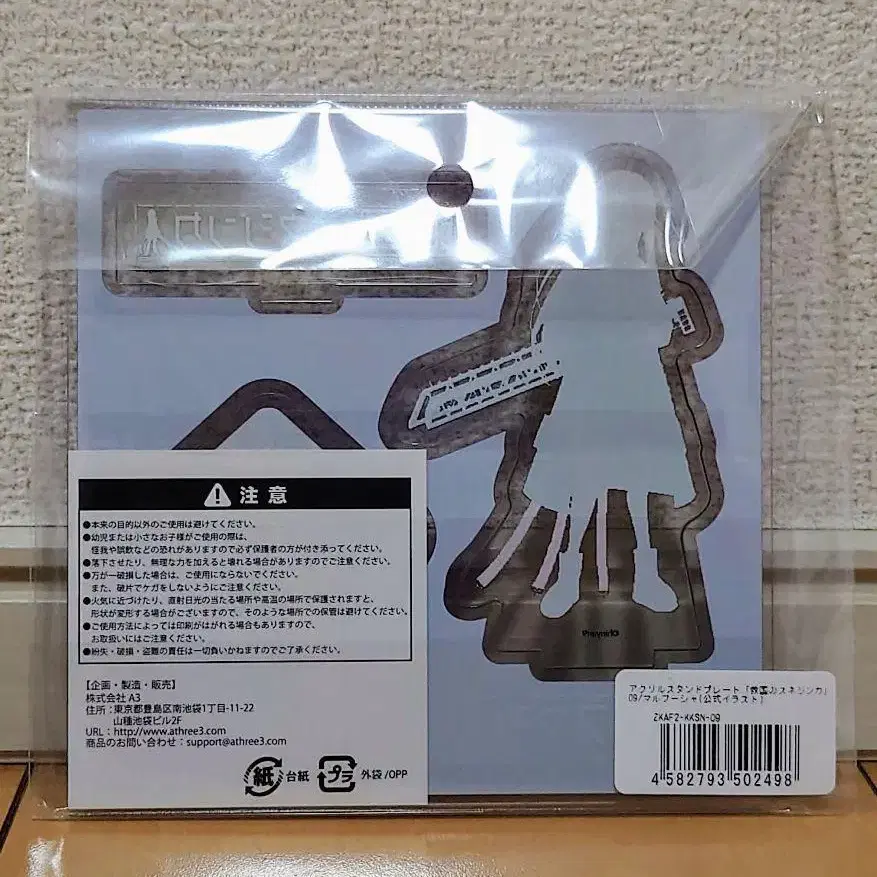 注意
●本来の目的以外のご使用は避けてください。
●幼児または小さなお子様がご使用の際は、
怪我や誤飲などの恐れがありますので必ず保護者の方が付き添ってください。
●落下させたり、無理な力を加えると壊れる場合がありますのでご注意ください。
●万が一破損した場合は、ご使用にならないでください。
また、破片でケガをしないようにご注意ください。
●火気に近づけたり、直射日光の当たる場所や高温の場所で保管されますと、
形状が変形する場合がございますので、そのような場所での保管は避けてください。
●ご使用方法によっては印刷がはがれる場合もありますので、
お取扱いにはご注意ください。
●紛失・破損・盗難の責任は一切負いかねますのでご了承ください。
【企画・製造・販売】
株式会社A3
住所:東京都豊島区南池袋1丁目-11-22
山種池袋ビル2F
URL:http://www.athree3.com
商品のお問い合わせ:support@athree3.com
紙 台紙 プラ 外袋/OPP
アクリルスタンドプレート「救国のスネジンカ」
09/マルフーシャ(公式イラスト)
ZKAF2-KKSN-09
4 582793 502498